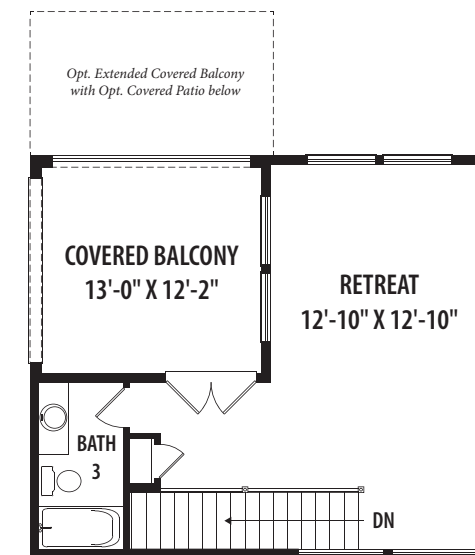 Opt. Extended Covered Balcony
with Opt. Covered Patio below
COVERED BALCONY
13'-0" X 12'-2"
RETREAT
12'-10" X 12'-10"
BATH
3
DN